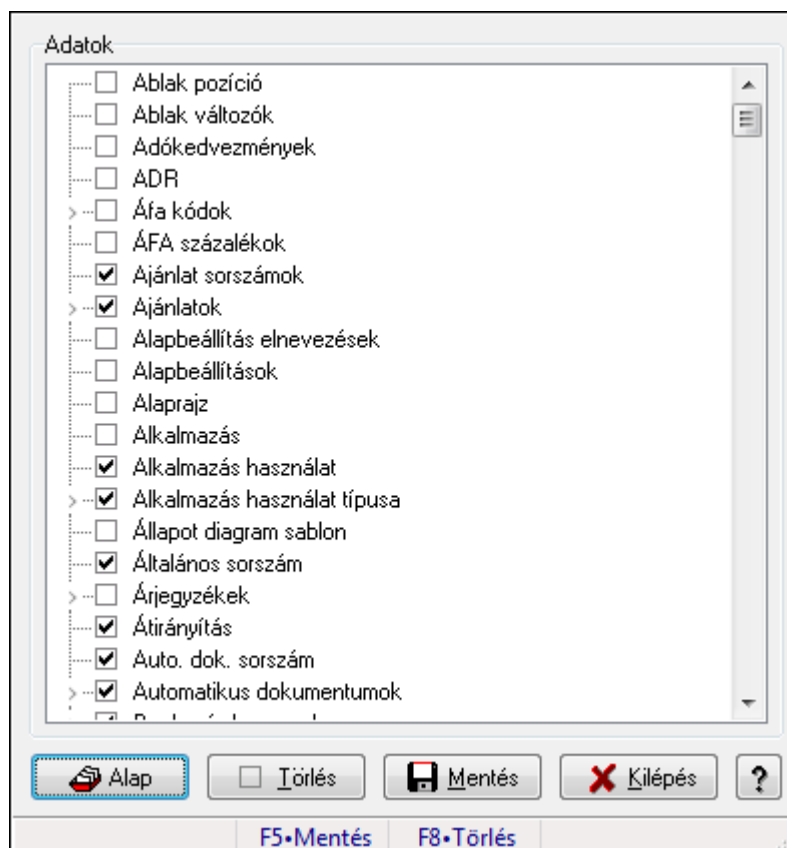 Adatok
Ablak pozíció
Ablak változók
Adókedvezmények
ADR
Áfa kódok
ÁFA százalékok
Ajánlat sorszámok
Ajánlatok
Alapbeállítás elnevezések
Alapbeállítások
Alaprajz
Alkalmazás
Alkalmazás használat
Alkalmazás használat típusa
Állapot diagram sablon
Általános sorszám
Árjegyzékek
Átirányítás
Auto. dok. sorszám
Automatikus dokumentumok
Alap Törlés Mentés Kilépés ?
F5•Mentés F8•Törlés